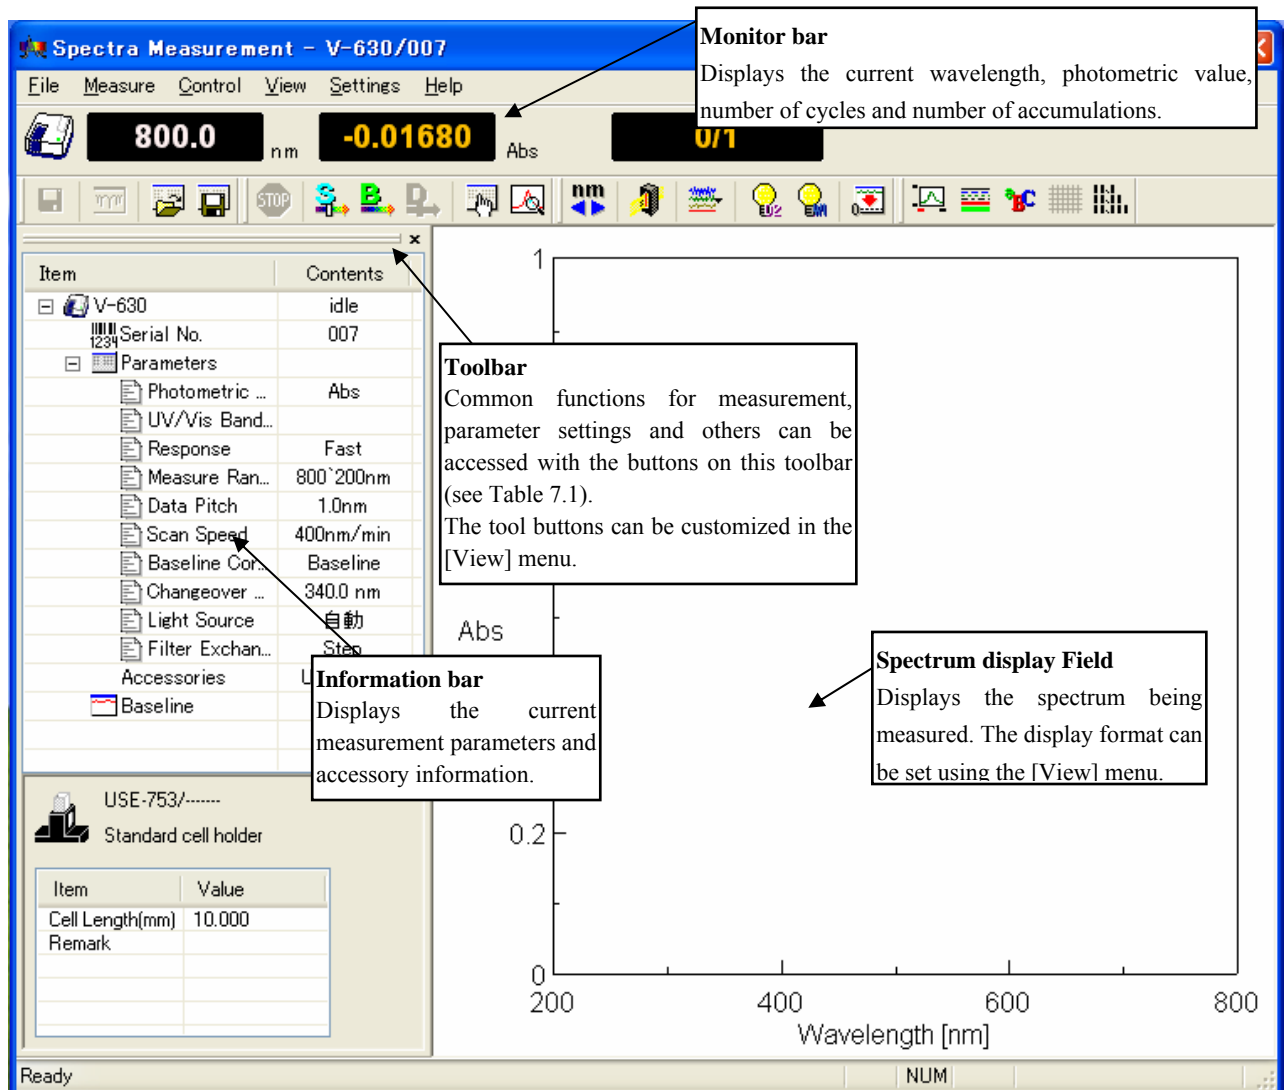 Spectra Measurement - V-630/007
Monitor bar
Displays the current wavelength, photometric value,
number of cycles and number of accumulations.
File Measure Control View Settings Help
800.0 nm -0.01680 Abs 0/1
STOP S B D nm D2 WI BC
Item Contents
V-630 idle
1234 Serial No. 007
Parameters
Photometric ... Abs
UV/Vis Band...
Response Fast
Measure Ran... 800`200nm
Data Pitch 1.0nm
Scan Speed 400nm/min
Baseline Cor... Baseline
Changeover ... 340.0 nm
Light Source 自動
Filter Exchan... Step
Accessories U
Baseline
Toolbar
Common functions for measurement,
parameter settings and others can be
accessed with the buttons on this toolbar
(see Table 7.1).
The tool buttons can be customized in the
[View] menu.
Information bar
Displays the current
measurement parameters and
accessory information.
Spectrum display Field
Displays the spectrum being
measured. The display format can
be set using the [View] menu.
USE-753/-------
Standard cell holder
Item Value
Cell Length(mm) 10.000
Remark
1
Abs
0.2
0
200 400 600 800
Wavelength [nm]
Ready NUM